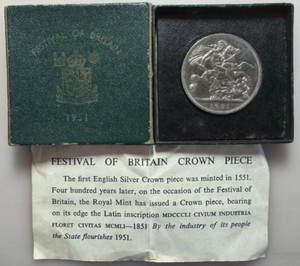 FESTIVAL OF BRITAIN
1951
1951
FESTIVAL OF BRITAIN CROWN PIECE
The first English Silver Crown piece was minted in 1551.
Four hundred years later, on the occasion of the Festival of
Britain, the Royal Mint has issued a Crown piece, bearing
on its edge the Latin inscription MDCCCLI CIVIUM INDUSTRIA
FLORET CIVITAS MCMLI—1851 By the industry of its people
the State flourishes 1951.